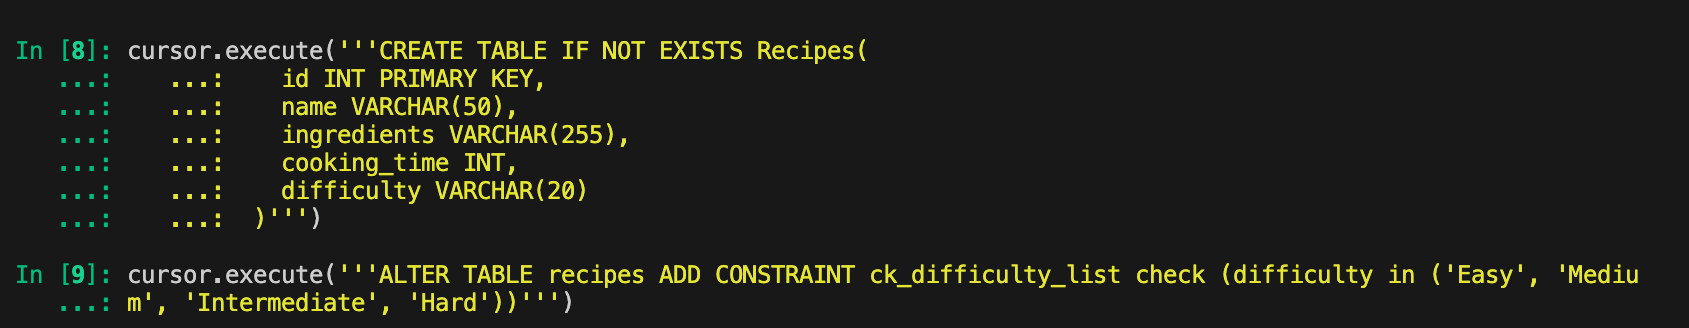 In [8]: cursor.execute('''CREATE TABLE IF NOT EXISTS Recipes(
   ...:    ...:    id INT PRIMARY KEY,
   ...:    ...:    name VARCHAR(50),
   ...:    ...:    ingredients VARCHAR(255),
   ...:    ...:    cooking_time INT,
   ...:    ...:    difficulty VARCHAR(20)
   ...:    ...:  )''')
In [9]: cursor.execute('''ALTER TABLE recipes ADD CONSTRAINT ck_difficulty_list check (difficulty in ('Easy', 'Mediu
   ...: m', 'Intermediate', 'Hard'))''')